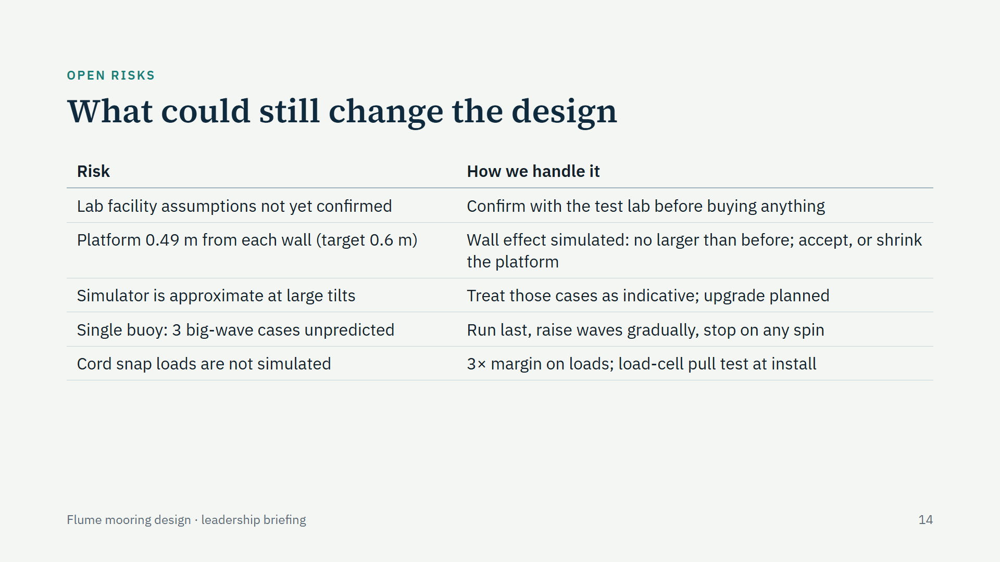 OPEN RISKS
What could still change the design
Risk
How we handle it
Lab facility assumptions not yet confirmed
Confirm with the test lab before buying anything
Platform 0.49 m from each wall (target 0.6 m)
Wall effect simulated: no larger than before; accept, or shrink
the platform
Simulator is approximate at large tilts
Treat those cases as indicative; upgrade planned
Single buoy: 3 big-wave cases unpredicted
Run last, raise waves gradually, stop on any spin
Cord snap loads are not simulated
3× margin on loads; load-cell pull test at install
Flume mooring design · leadership briefing
14